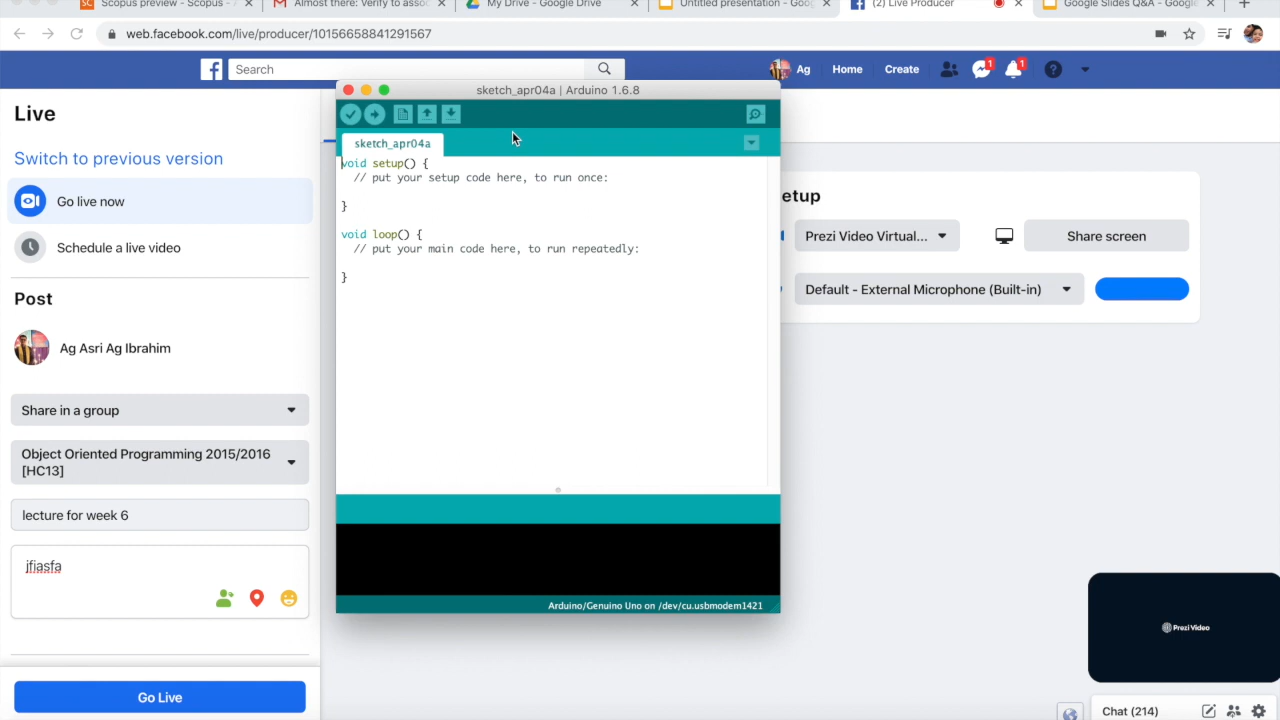 Scopus preview - Scopus -
Almost there: Verify to assoc
My Drive - Google Drive
Untitled presentation - Goog
(2) Live Producer
Google Slides Q&A - Google
web.facebook.com/live/producer/10156658841291567
Search
Ag
Home
Create
1
1
sketch_apr04a | Arduino 1.6.8
Live
Switch to previous version
Go live now
Schedule a live video
Post
Ag Asri Ag Ibrahim
Share in a group
Object Oriented Programming 2015/2016
[HC13]
lecture for week 6
jfiasfa
Go Live
sketch_apr04a
void setup() {
// put your setup code here, to run once:
}
void loop() {
// put your main code here, to run repeatedly:
}
Arduino/Genuino Uno on /dev/cu.usbmodem1421
etup
Prezi Video Virtual...
Share screen
Default - External Microphone (Built-in)
Prezi Video
Chat (214)